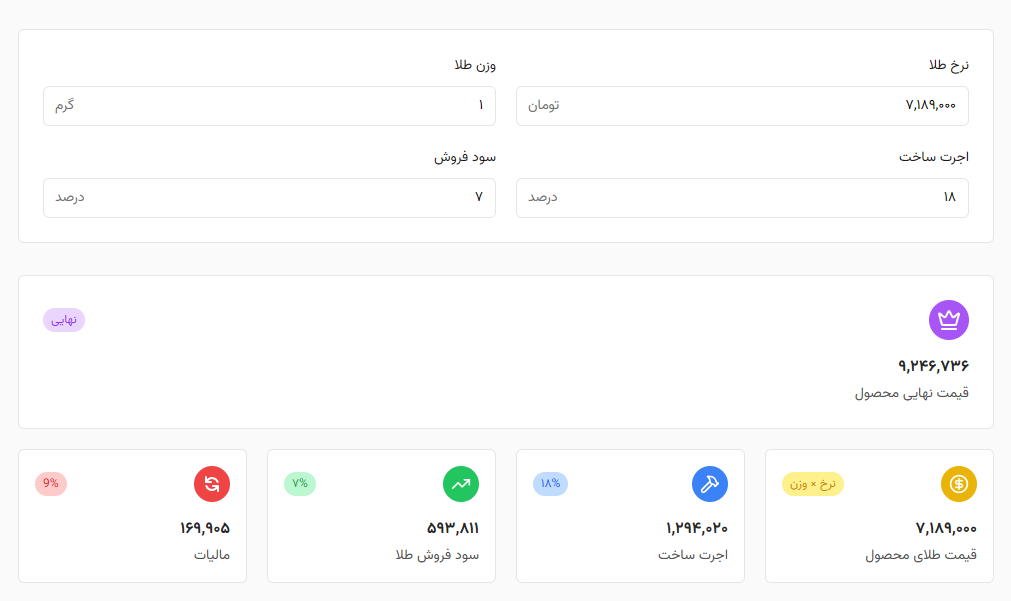 نرخ طلا
۷,۱۸۹,۰۰۰ تومان
وزن طلا
۱ گرم
اجرت ساخت
۱۸ درصد
سود فروش
۷ درصد
نهایی
۹,۲۴۶,۷۳۶
قیمت نهایی محصول
نرخ × وزن
۷,۱۸۹,۰۰۰
قیمت طلای محصول
۱۸%
۱,۲۹۴,۰۲۰
اجرت ساخت
۷%
۵۹۳,۸۱۱
سود فروش طلا
9%
۱۶۹,۹۰۵
مالیات